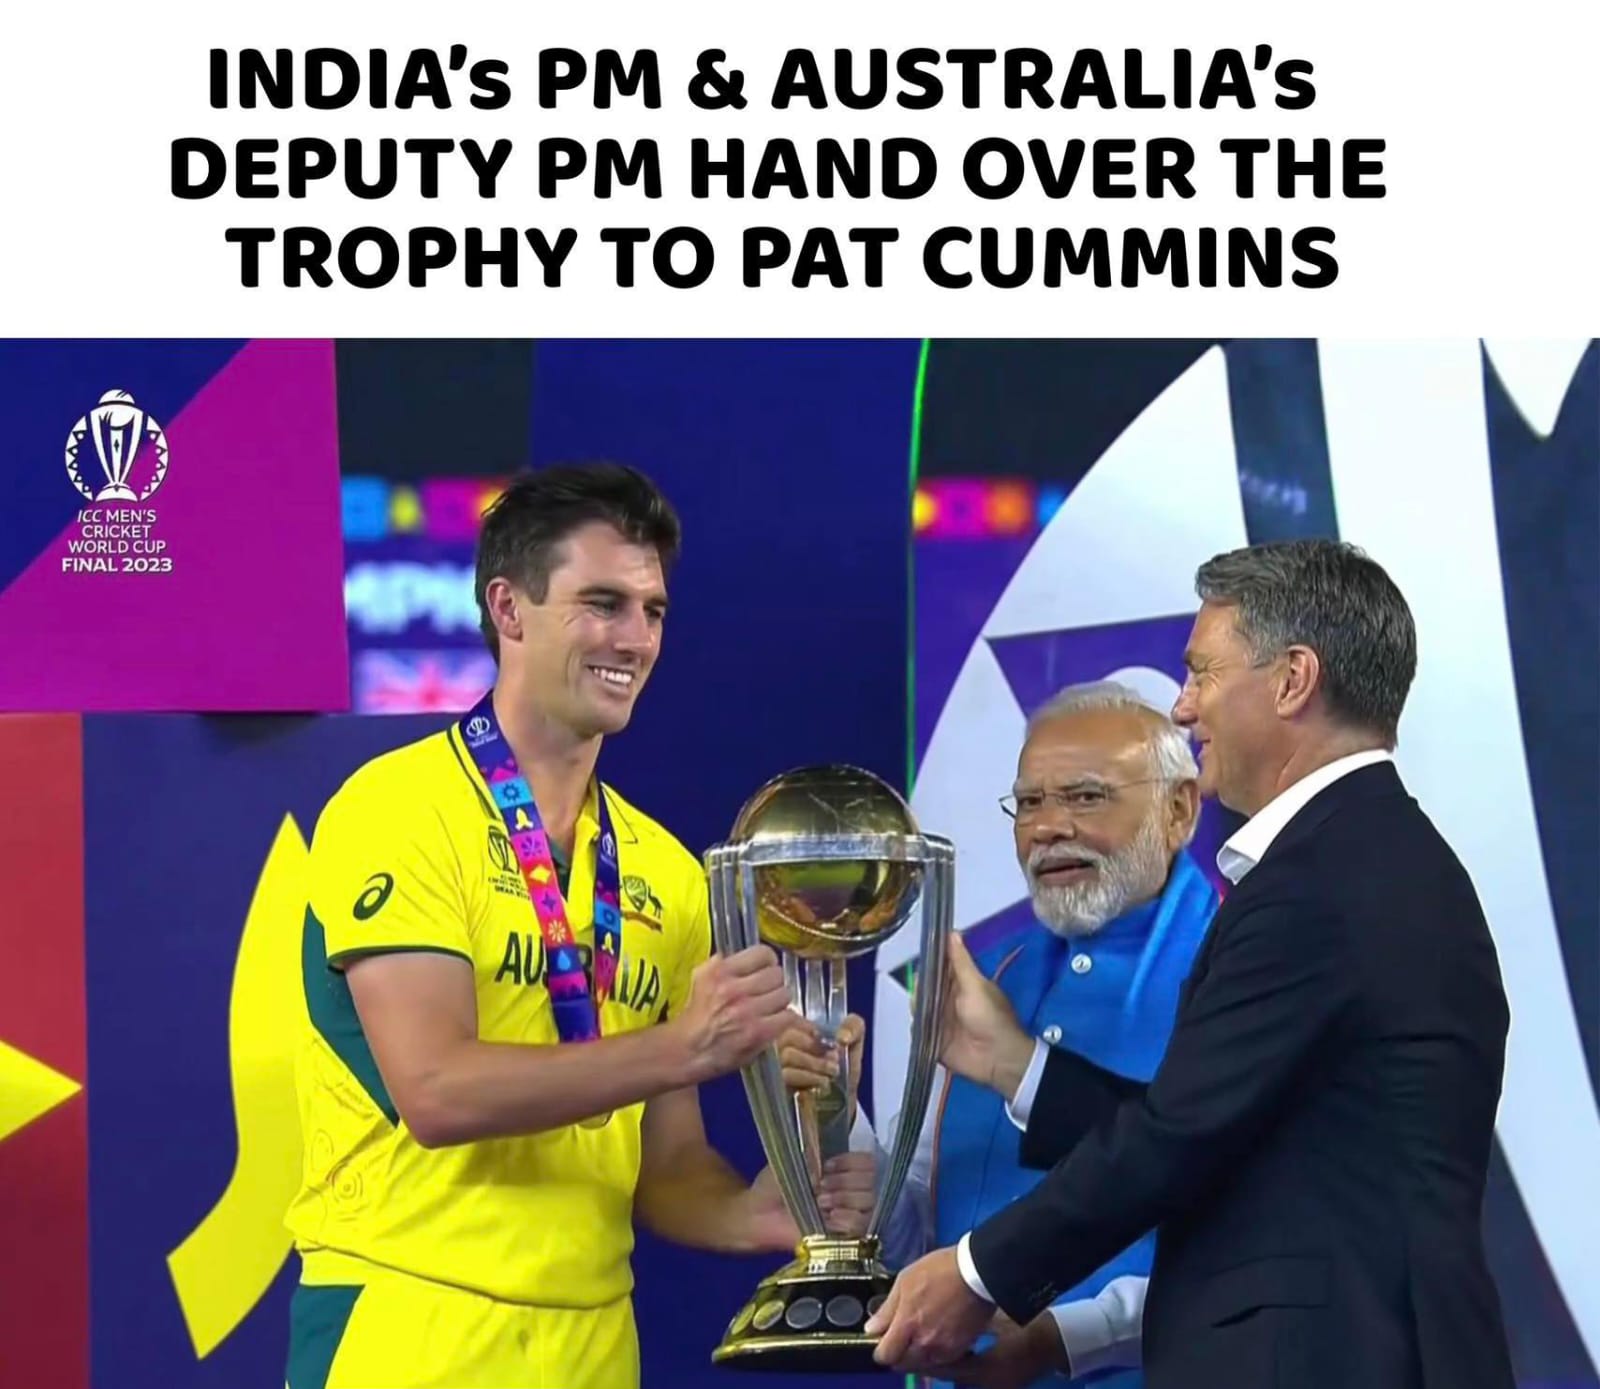 INDIA's PM & AUSTRALIA's
DEPUTY PM HAND OVER THE
TROPHY TO PAT CUMMINS
ICC MEN'S
CRICKET
WORLD CUP
FINAL 2023